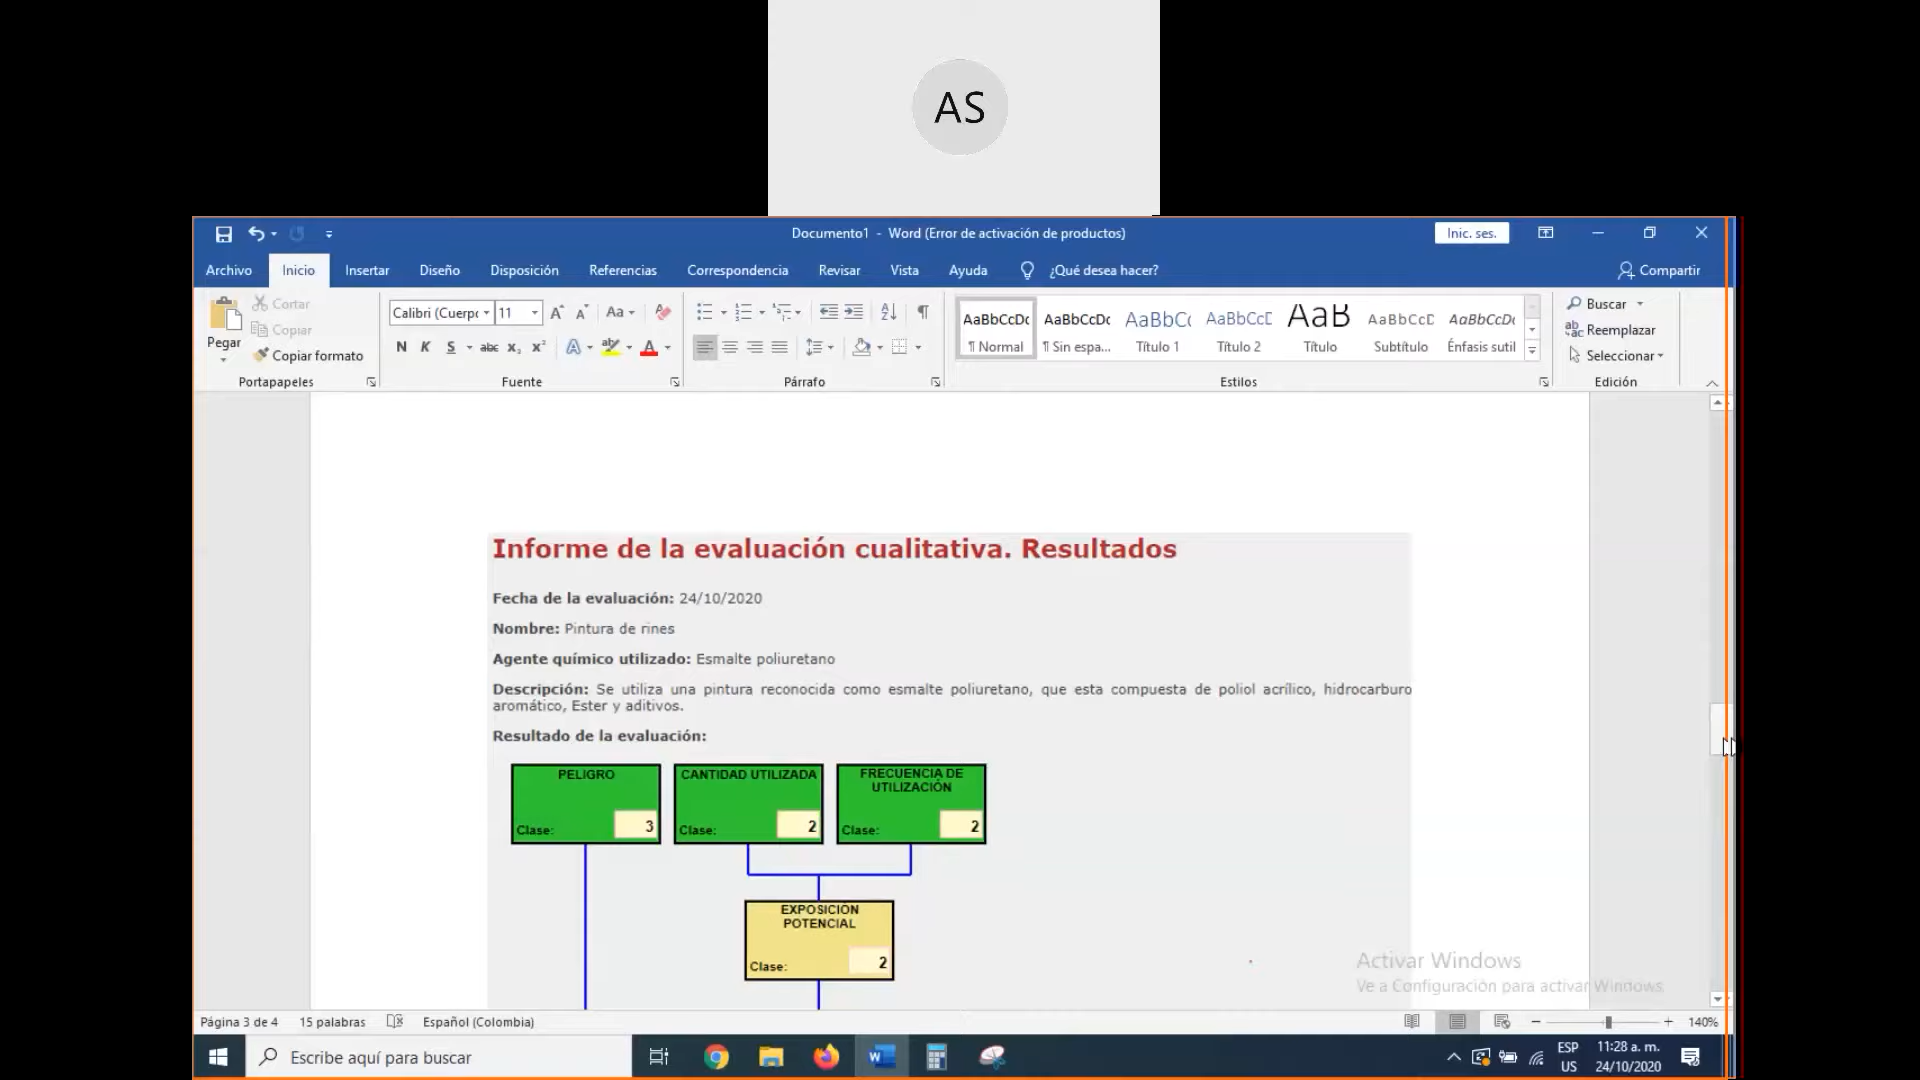 AS
Documento1 - Word (Error de activación de productos)
Inic. ses.
Archivo Inicio Insertar Diseño Disposición Referencias Correspondencia Revisar Vista Ayuda ¿Qué desea hacer? Compartir
Pegar
Cortar
Copiar
Copiar formato
Portapapeles
Calibri (Cuerpo 11
N K S abc x₂ x² A ab A
Fuente
Párrafo
AaBbCcDc AaBbCcDc AaBbCc AaBbCcD AaB AaBbCcD AaBbCcDc
¶ Normal ¶ Sin espa... Título 1 Título 2 Título Subtítulo Énfasis sutil
Estilos
Buscar
Reemplazar
Seleccionar
Edición
Informe de la evaluación cualitativa. Resultados
Fecha de la evaluación: 24/10/2020
Nombre: Pintura de rines
Agente químico utilizado: Esmalte poliuretano
Descripción: Se utiliza una pintura reconocida como esmalte poliuretano, que esta compuesta de poliol acrílico, hidrocarburo
aromático, Ester y aditivos.
Resultado de la evaluación:
PELIGRO
Clase: 3
CANTIDAD UTILIZADA
Clase: 2
FRECUENCIA DE
UTILIZACIÓN
Clase: 2
EXPOSICIÓN
POTENCIAL
Clase: 2
Activar Windows
Ve a Configuración para activar Windows.
Página 3 de 4 15 palabras Español (Colombia) 140%
Escribe aquí para buscar
ESP
US
11:28 a. m.
24/10/2020